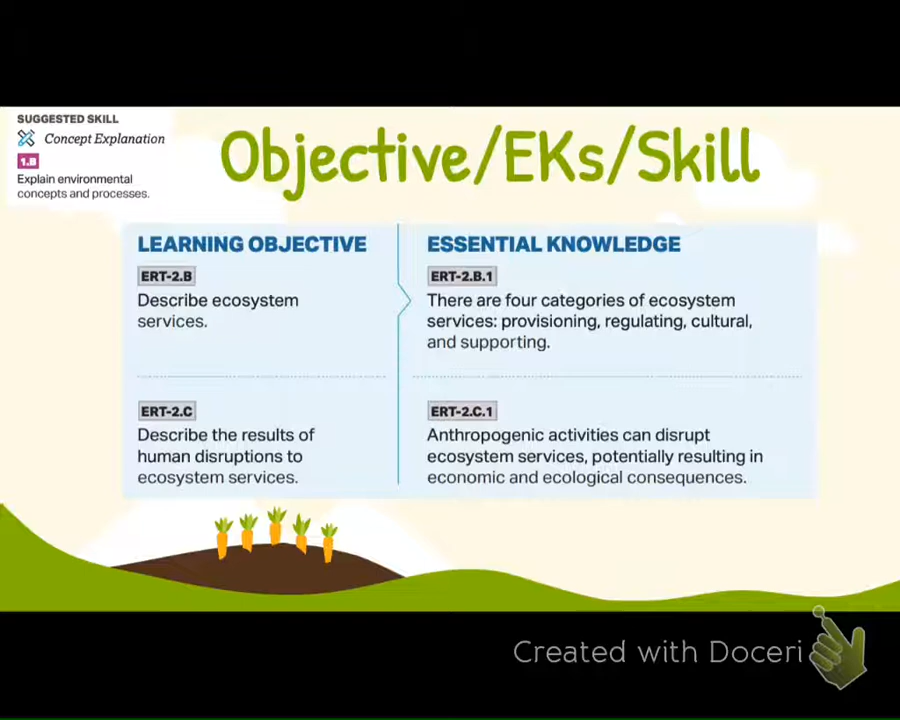 SUGGESTED SKILL
Concept Explanation
1.B
Explain environmental
concepts and processes.
Objective/EKs/Skill
LEARNING OBJECTIVE
ERT-2.B
Describe ecosystem
services.
ESSENTIAL KNOWLEDGE
ERT-2.B.1
There are four categories of ecosystem
services: provisioning, regulating, cultural,
and supporting.
ERT-2.C
Describe the results of
human disruptions to
ecosystem services.
ERT-2.C.1
Anthropogenic activities can disrupt
ecosystem services, potentially resulting in
economic and ecological consequences.
Created with Doceri